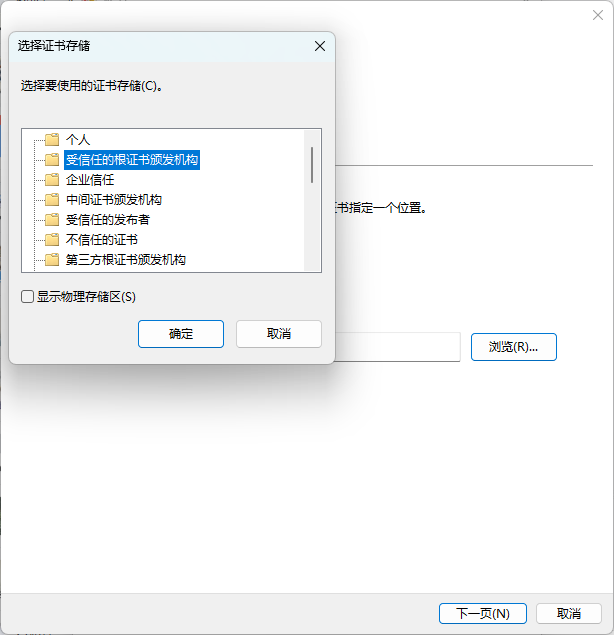 选择证书存储
选择要使用的证书存储(C)。
个人
受信任的根证书颁发机构
企业信任
中间证书颁发机构
受信任的发布者
不信任的证书
第三方根证书颁发机构
显示物理存储区(S)
确定
取消
书指定一个位置。
浏览(R)...
下一页(N)
取消